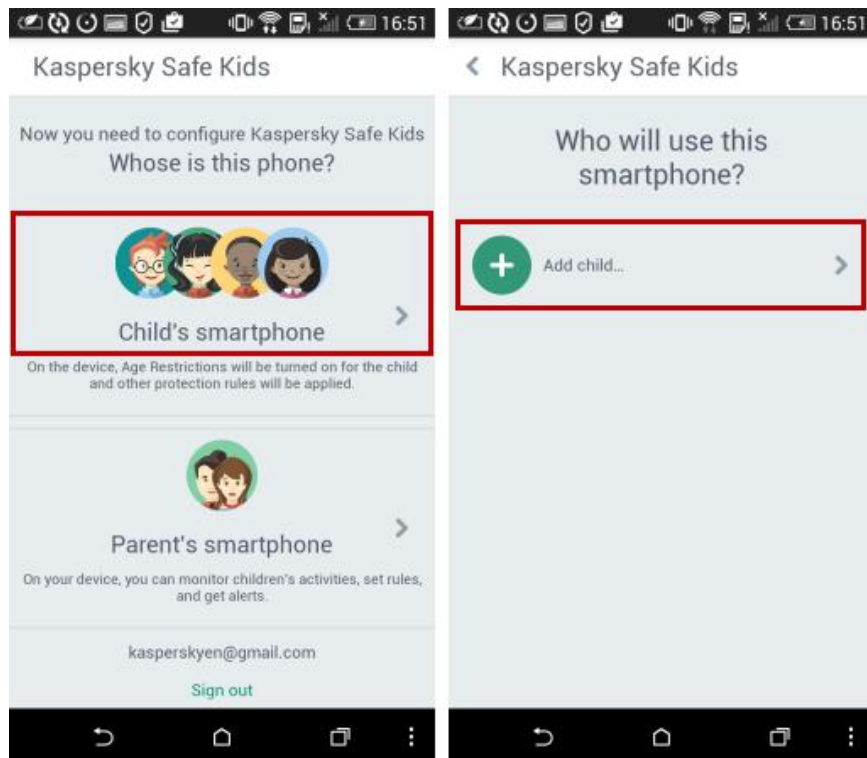 16:51
Kaspersky Safe Kids
Now you need to configure Kaspersky Safe Kids
Whose is this phone?
Child's smartphone
On the device, Age Restrictions will be turned on for the child
and other protection rules will be applied.
Parent's smartphone
On your device, you can monitor children's activities, set rules,
and get alerts.
kasperskyen@gmail.com
Sign out
16:51
Kaspersky Safe Kids
Who will use this
smartphone?
Add child...